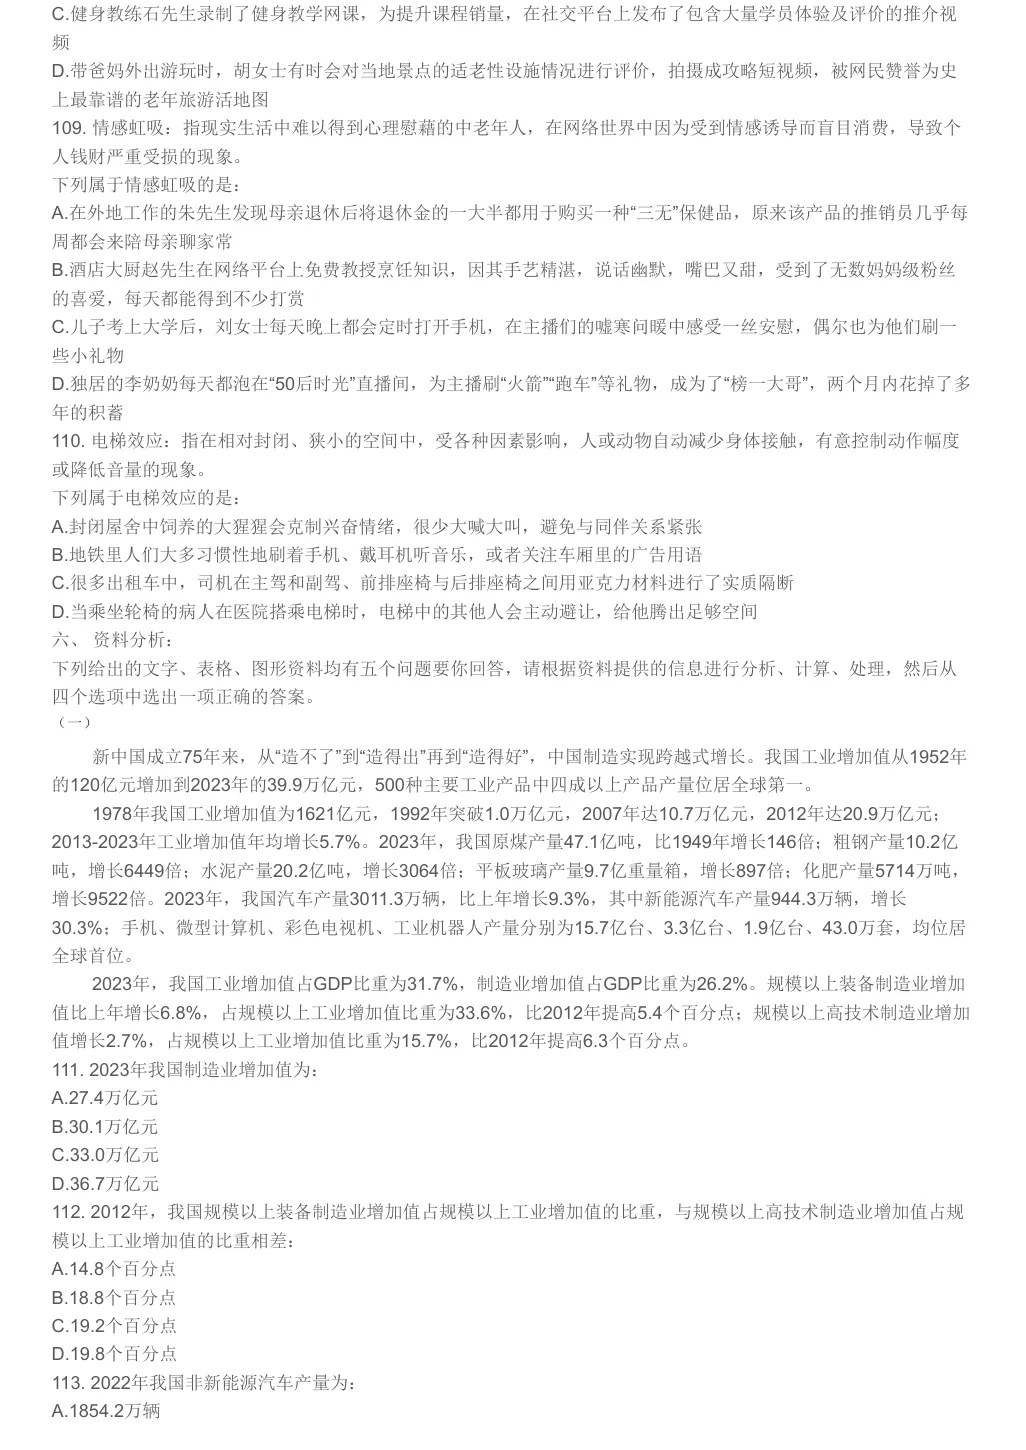 C.健身教练石先生录制了健身教学网课，为提升课程销量，在社交平台上发布了包含大量学员体验及评价的推介视
频
D.带爸妈外出游玩时，胡女士有时会对当地景点的适老性设施情况进行评价，拍摄成攻略短视频，被网民赞誉为史
上最靠谱的老年旅游活地图
109. 情感虹吸：指现实生活中难以得到心理慰藉的中老年人，在网络世界中因为受到情感诱导而盲目消费，导致个
人钱财严重受损的现象。
下列属于情感虹吸的是：
A.在外地工作的朱先生发现母亲退休后将退休金的一大半都用于购买一种“三无”保健品，原来该产品的推销员几乎每
周都会来陪母亲聊家常
B.酒店大厨赵先生在网络平台上免费教授烹饪知识，因其手艺精湛，说话幽默，嘴巴又甜，受到了无数妈妈级粉丝
的喜爱，每天都能得到不少打赏
C.儿子考上大学后，刘女士每天晚上都会定时打开手机，在主播们的嘘寒问暖中感受一丝安慰，偶尔也为他们刷一
些小礼物
D.独居的李奶奶每天都泡在“50后时光”直播间，为主播刷“火箭”“跑车”等礼物，成为了“榜一大哥”，两个月内花掉了多
年的积蓄
110. 电梯效应：指在相对封闭、狭小的空间中，受各种因素影响，人或动物自动减少身体接触，有意控制动作幅度
或降低音量的现象。
下列属于电梯效应的是：
A.封闭屋舍中饲养的大猩猩会克制兴奋情绪，很少大喊大叫，避免与同伴关系紧张
B.地铁里人们大多习惯性地刷着手机、戴耳机听音乐，或者关注车厢里的广告用语
C.很多出租车中，司机在主驾和副驾、前排座椅与后排座椅之间用亚克力材料进行了实质隔断
D.当乘坐轮椅的病人在医院搭乘电梯时，电梯中的其他人会主动避让，给他腾出足够空间
六、 资料分析：
下列给出的文字、表格、图形资料均有五个问题要你回答，请根据资料提供的信息进行分析、计算、处理，然后从
四个选项中选出一项正确的答案。
（一）
新中国成立75年来，从“造不了”到“造得出”再到“造得好”，中国制造实现跨越式增长。我国工业增加值从1952年
的120亿元增加到2023年的39.9万亿元，500种主要工业产品中四成以上产品产量位居全球第一。
1978年我国工业增加值为1621亿元，1992年突破1.0万亿元，2007年达10.7万亿元，2012年达20.9万亿元；
2013-2023年工业增加值年均增长5.7%。2023年，我国原煤产量47.1亿吨，比1949年增长146倍；粗钢产量10.2亿
吨，增长6449倍；水泥产量20.2亿吨，增长3064倍；平板玻璃产量9.7亿重量箱，增长897倍；化肥产量5714万吨，
增长9522倍。2023年，我国汽车产量3011.3万辆，比上年增长9.3%，其中新能源汽车产量944.3万辆，增长
30.3%；手机、微型计算机、彩色电视机、工业机器人产量分别为15.7亿台、3.3亿台、1.9亿台、43.0万套，均位居
全球首位。
2023年，我国工业增加值占GDP比重为31.7%，制造业增加值占GDP比重为26.2%。规模以上装备制造业增加
值比上年增长6.8%，占规模以上工业增加值比重为33.6%，比2012年提高5.4个百分点；规模以上高技术制造业增加
值增长2.7%，占规模以上工业增加值比重为15.7%，比2012年提高6.3个百分点。
111. 2023年我国制造业增加值为：
A.27.4万亿元
B.30.1万亿元
C.33.0万亿元
D.36.7万亿元
112. 2012年，我国规模以上装备制造业增加值占规模以上工业增加值的比重，与规模以上高技术制造业增加值占规
模以上工业增加值的比重相差：
A.14.8个百分点
B.18.8个百分点
C.19.2个百分点
D.19.8个百分点
113. 2022年我国非新能源汽车产量为：
A.1854.2万辆